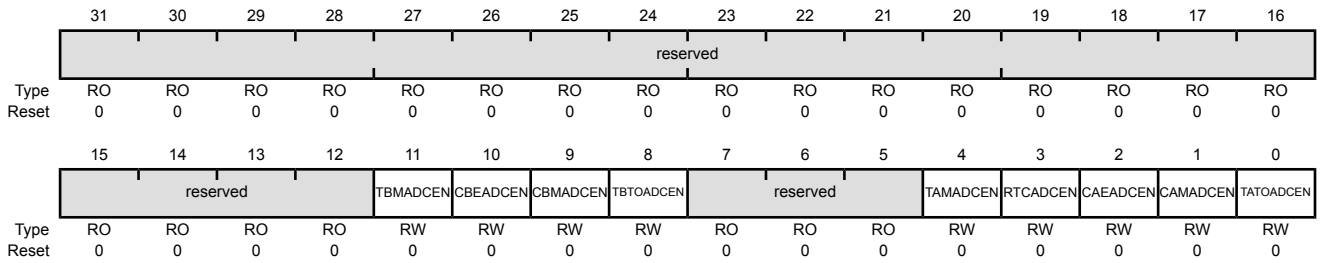 31 30 29 28 27 26 25 24 23 22 21 20 19 18 17 16
reserved
Type RO RO RO RO RO RO RO RO RO RO RO RO RO RO RO RO
Reset 0 0 0 0 0 0 0 0 0 0 0 0 0 0 0 0
15 14 13 12 11 10 9 8 7 6 5 4 3 2 1 0
reserved TBMADCEN CBEADCEN CBMADCEN TBTOADCEN reserved TAMADCEN RTCADCEN CAEADCEN CAMADCEN TATOADCEN
Type RO RO RO RO RW RW RW RW RO RO RO RW RW RW RW RW
Reset 0 0 0 0 0 0 0 0 0 0 0 0 0 0 0 0